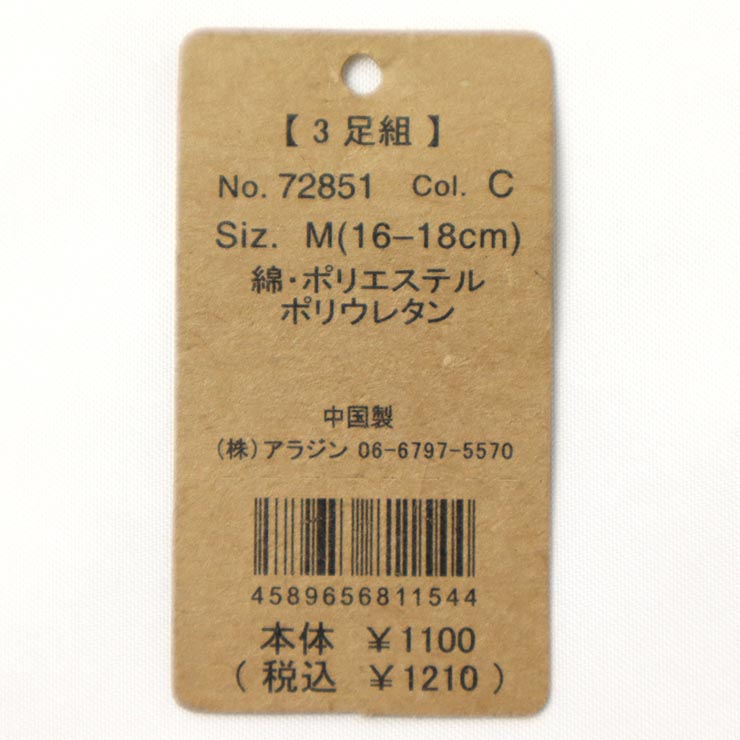 【３足組】
No. 72851 Col. C
Siz. M(16–18cm)
綿・ポリエステル
ポリウレタン
中国製
（株）アラジン 06-6797-5570
4589656811544
本体 ￥1100
（税込 ￥1210）